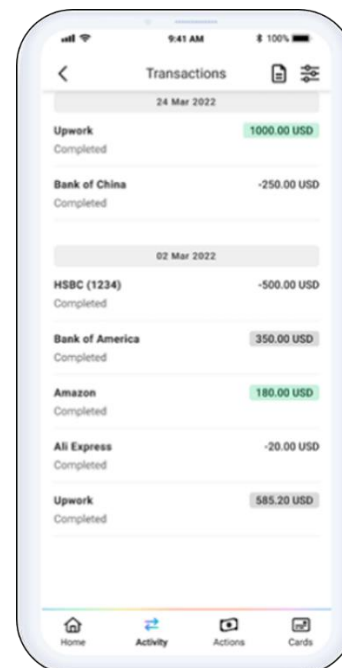 9:41 AM
100%
Transactions
24 Mar 2022
Upwork
1000.00 USD
Completed
Bank of China
-250.00 USD
Completed
02 Mar 2022
HSBC (1234)
-500.00 USD
Completed
Bank of America
350.00 USD
Completed
Amazon
180.00 USD
Completed
Ali Express
-20.00 USD
Completed
Upwork
585.20 USD
Completed
Home
Activity
Actions
Cards